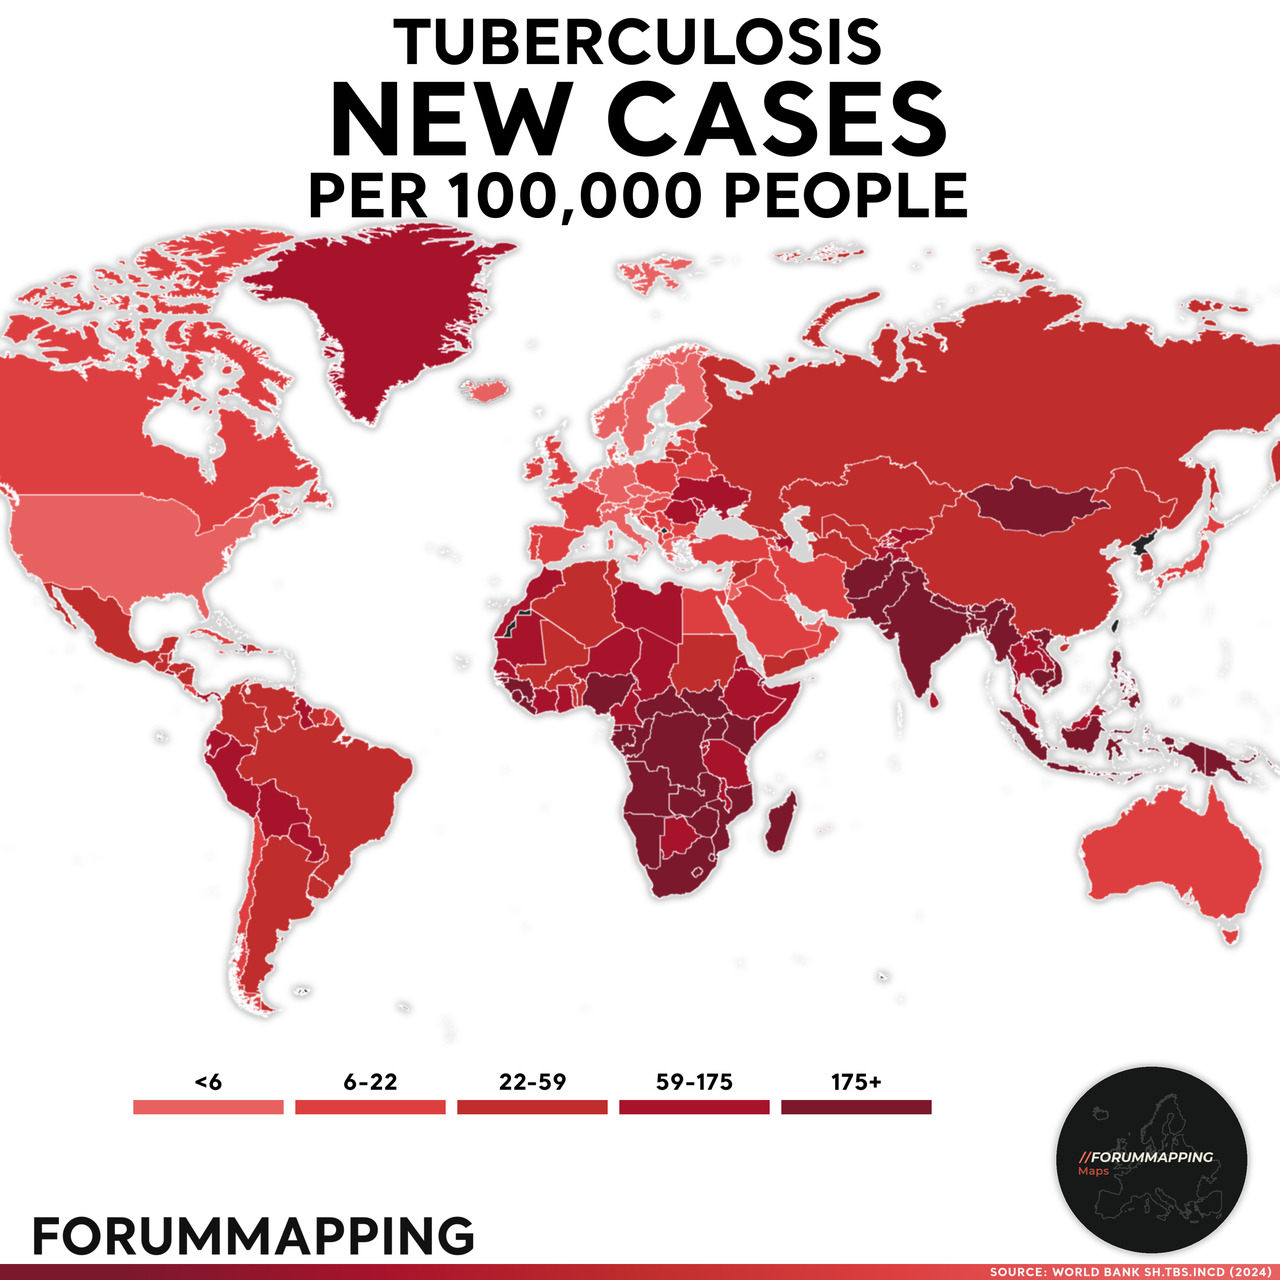 TUBERCULOSIS
NEW CASES
PER 100,000 PEOPLE
<6 6-22 22-59 59-175 175+
//FORUMMAPPING
Maps
FORUMMAPPING
SOURCE: WORLD BANK SH.TBS.INCD (2024)